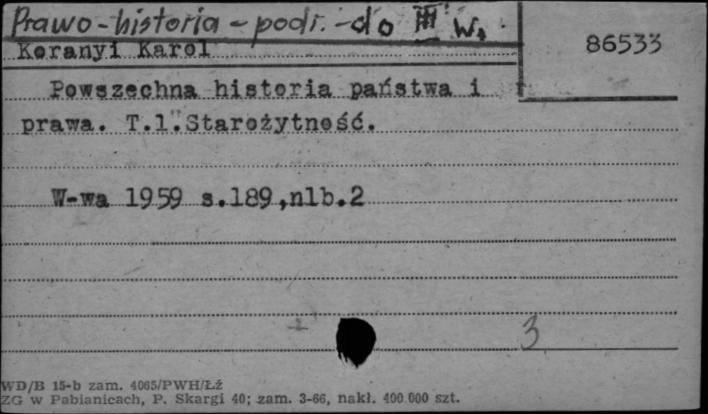 Prawo-historia-podr.-do III w.
86533
Koranyi Karol
Powszechna historia państwa i
prawa. T.1.Starożytność.
W-wa 1959 s.189,nlb.2
3
WD/B 15-b zam. 4065/PWH/Łź
ZG w Pabianicach, P. Skargi 40; zam. 3-66, nakł. 400.000 szt.